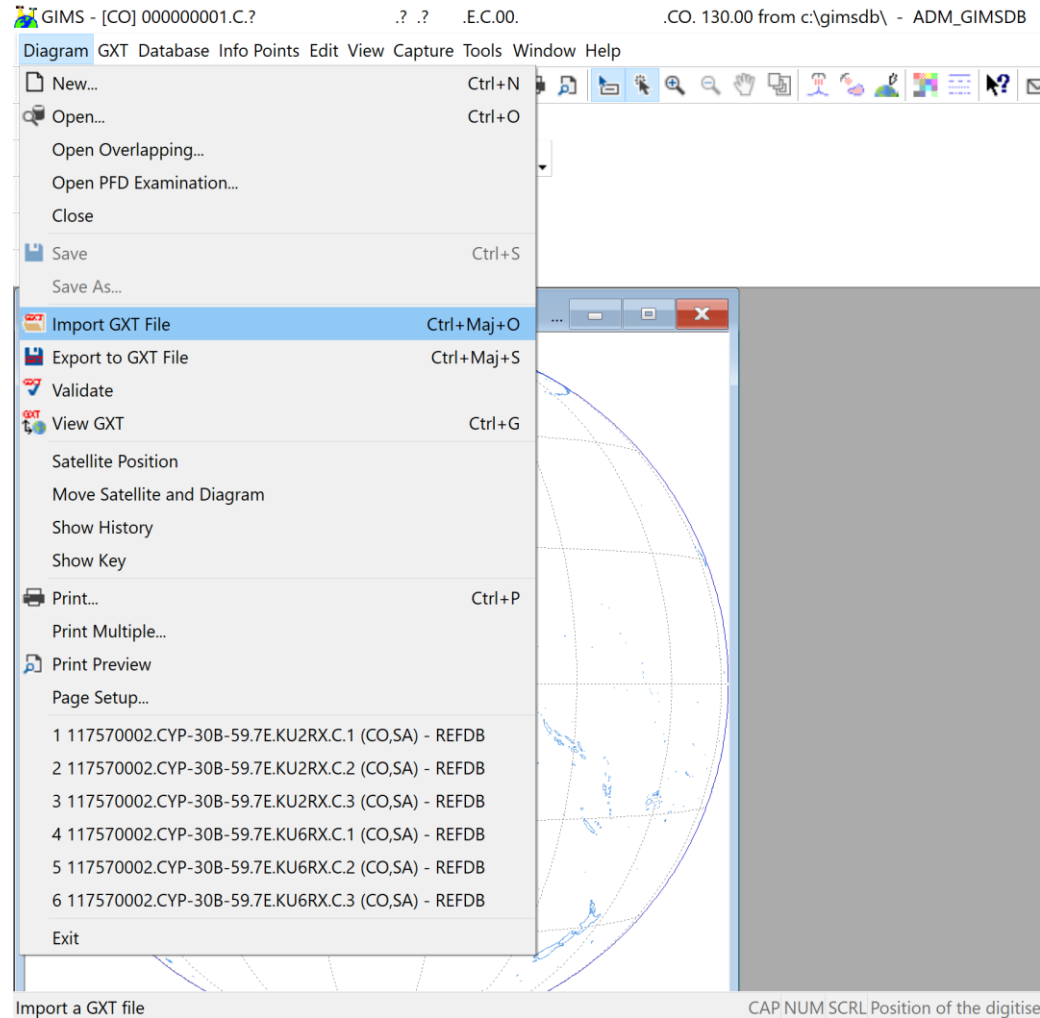 GIMS - [CO] 000000001.C.? .? .? .E.C.00. .CO. 130.00 from c:\gimsdb\ - ADM_GIMSDB
Diagram GXT Database Info Points Edit View Capture Tools Window Help
New... Ctrl+N
Open... Ctrl+O
Open Overlapping...
Open PFD Examination...
Close
Save Ctrl+S
Save As...
GXT Import GXT File Ctrl+Maj+O
...
Export to GXT File Ctrl+Maj+S
Validate
GXT View GXT Ctrl+G
Satellite Position
Move Satellite and Diagram
Show History
Show Key
Print... Ctrl+P
Print Multiple...
Print Preview
Page Setup...
1 117570002.CYP-30B-59.7E.KU2RX.C.1 (CO,SA) - REFDB
2 117570002.CYP-30B-59.7E.KU2RX.C.2 (CO,SA) - REFDB
3 117570002.CYP-30B-59.7E.KU2RX.C.3 (CO,SA) - REFDB
4 117570002.CYP-30B-59.7E.KU6RX.C.1 (CO,SA) - REFDB
5 117570002.CYP-30B-59.7E.KU6RX.C.2 (CO,SA) - REFDB
6 117570002.CYP-30B-59.7E.KU6RX.C.3 (CO,SA) - REFDB
Exit
Import a GXT file CAP NUM SCRL Position of the digitise